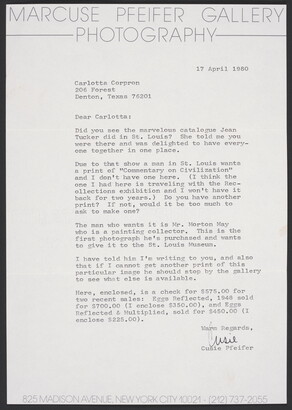 MARCUSE PFEIFER GALLERY
PHOTOGRAPHY
17 April 1980
Carlotta Corpron
206 Forest
Denton, Texas 76201
Dear Carlotta:
Did you see the marvelous catalogue Jean
Tucker did in St. Louis? She told me you
were there and was delighted to have every-
one together in one place.
Due to that show a man in St. Louis wants
a print of "Commentary on Civilization"
and I don't have one here. (I think the
one I had here is traveling with the Rec-
ollections exhibition and I won't have it
back for two years.) Do you have another
print? If not, would it be too much to
ask to make one?
The man who wants it is Mr. Morton May
who is a painting collector. This is the
first photograph he's purchased and wants
to give it to the St Louis Museum.
I have told him I'm writing to you, and also
that if I cannot get another print of this
particular image he should stop by the gallery
to see what else is available.
Here, enclosed, is a check for $575.00 for
two recent sales: Eggs Reflected, 1948 sold
for $700.00 (I enclose $350.00), and Eggs
Reflected & Multiplied, sold for $450.00 (I
enclose $225.00).
Warm Regards,
Cusie
Cusie Pfeifer
825 MADISON AVENUE, NEW YORK CITY 10021 · (212) 737-2055